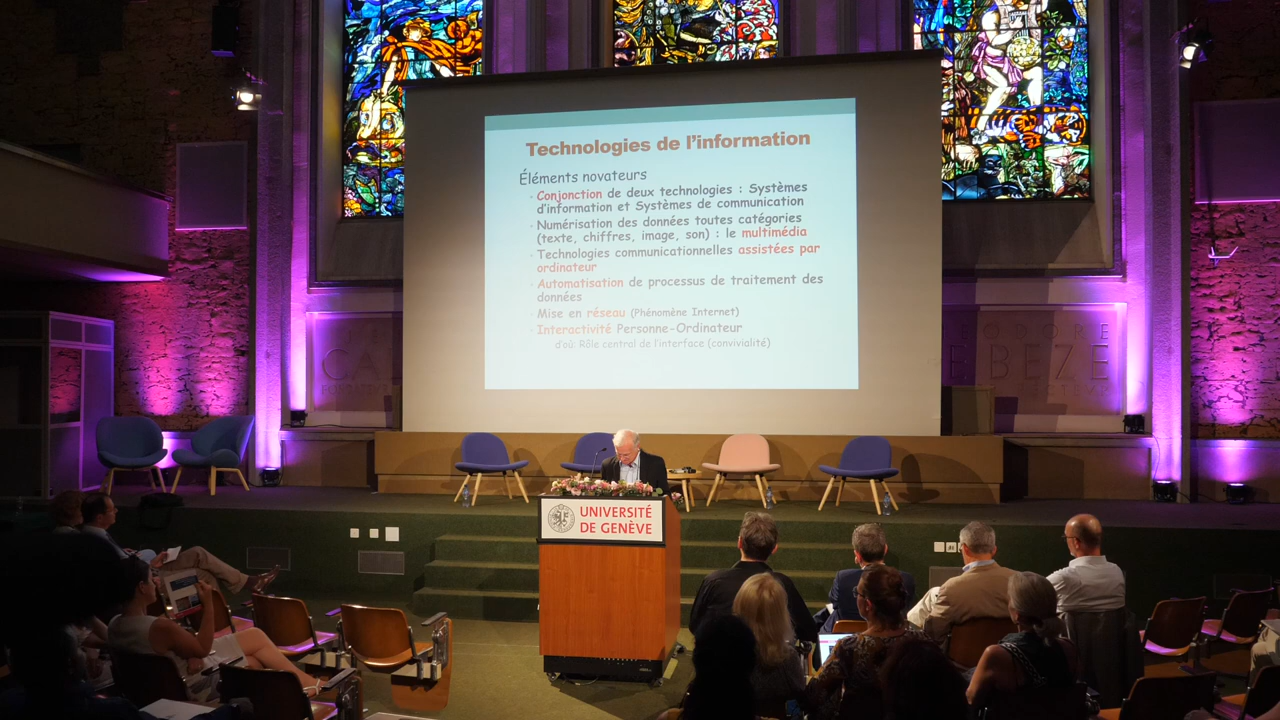 Technologies de l'information
Éléments novateurs
Conjonction de deux technologies : Systèmes
d'information et Systèmes de communication
Numérisation des données toutes catégories
(texte, chiffres, image, son) : le multimédia
Technologies communicationnelles assistées par
ordinateur
Automatisation de processus de traitement des
données
Mise en réseau (Phénomène Internet)
Interactivité Personne-Ordinateur
d'où: Rôle central de l'interface (convivialité)
UNIVERSITÉ
DE GENÈVE